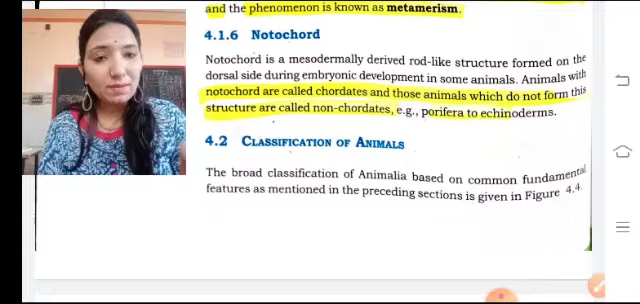 and the phenomenon is known as metamerism.
4.1.6 Notochord
Notochord is a mesodermally derived rod-like structure formed on the
dorsal side during embryonic development in some animals. Animals with
notochord are called chordates and those animals which do not form this
structure are called non-chordates, e.g., porifera to echinoderms.
4.2 CLASSIFICATION OF ANIMALS
The broad classification of Animalia based on common fundamental
features as mentioned in the preceding sections is given in Figure 4.4.